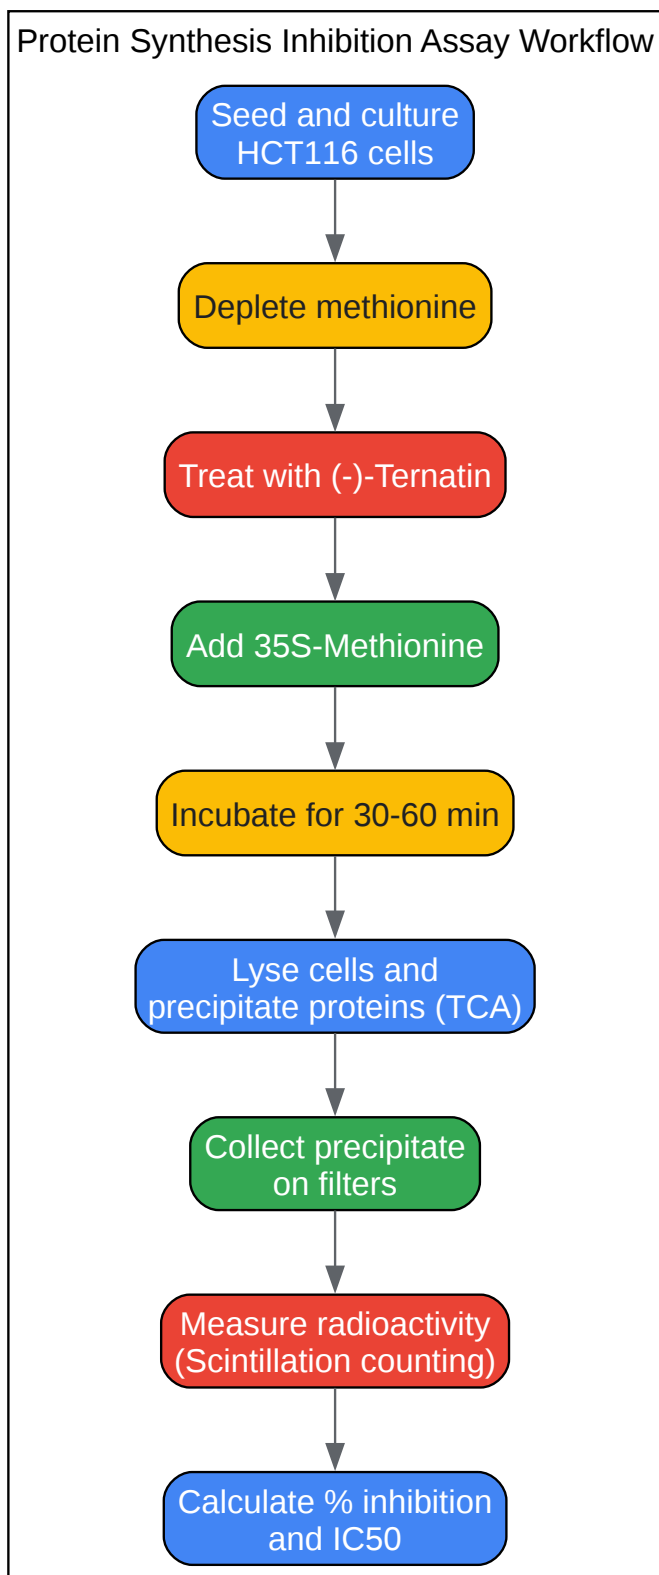 Protein Synthesis Inhibition Assay Workflow
Seed and culture
HCT116 cells
Deplete methionine
Treat with (-)-Ternatin
Add 35S-Methionine
Incubate for 30-60 min
Lyse cells and
precipitate proteins (TCA)
Collect precipitate
on filters
Measure radioactivity
(Scintillation counting)
Calculate % inhibition
and IC50